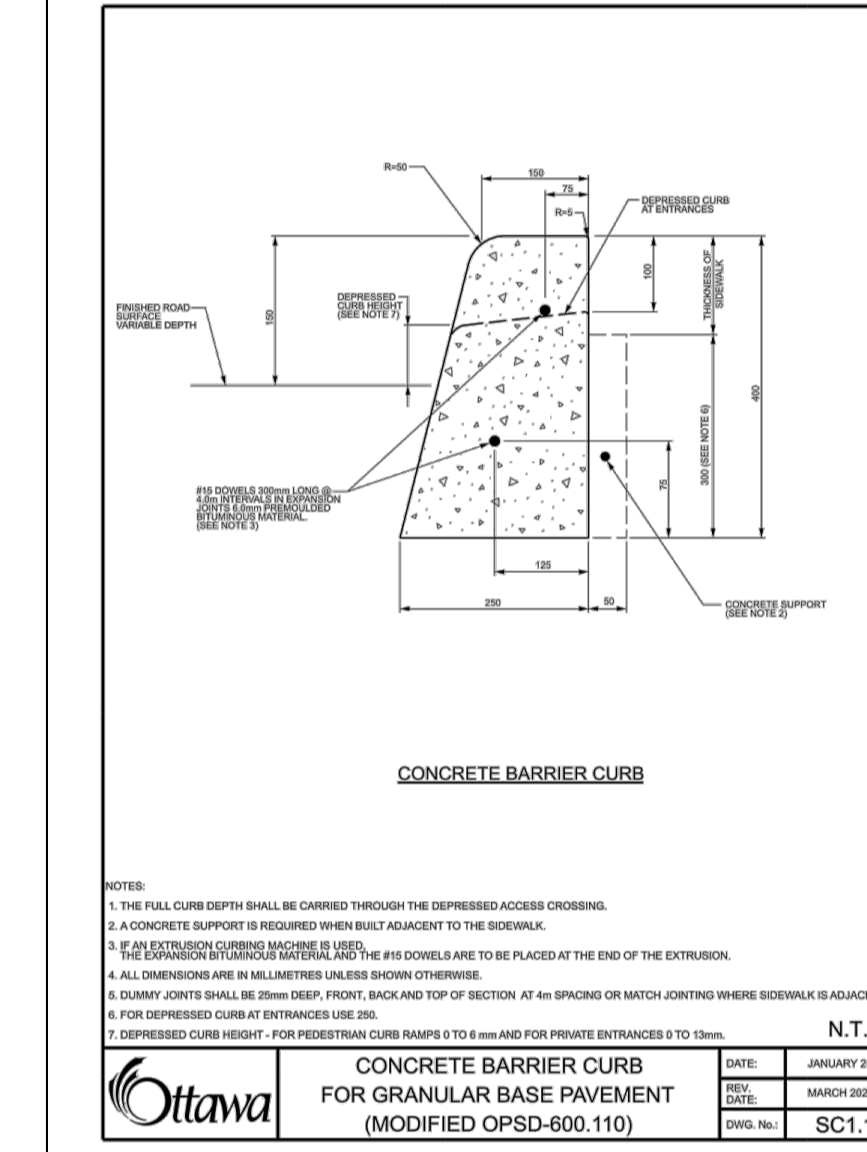 R=50
150
75
R=5
DEPRESSED CURB
AT ENTRANCES
100
THICKNESS OF
SIDEWALK
DEPRESSED
CURB HEIGHT
(SEE NOTE 7)
FINISHED ROAD
SURFACE
VARIABLE DEPTH
150
400
300 (SEE NOTE 6)
75
#15 DOWELS 300mm LONG @
4.0m INTERVALS IN EXPANSION
JOINTS 6.0mm PREMOULDED
BITUMINOUS MATERIAL.
(SEE NOTE 3)
125
250
50
CONCRETE SUPPORT
(SEE NOTE 2)
CONCRETE BARRIER CURB
NOTES:
1. THE FULL CURB DEPTH SHALL BE CARRIED THROUGH THE DEPRESSED ACCESS CROSSING.
2. A CONCRETE SUPPORT IS REQUIRED WHEN BUILT ADJACENT TO THE SIDEWALK.
3. IF AN EXTRUSION CURBING MACHINE IS USED,
THE EXPANSION BITUMINOUS MATERIAL AND THE #15 DOWELS ARE TO BE PLACED AT THE END OF THE EXTRUSION.
4. ALL DIMENSIONS ARE IN MILLIMETRES UNLESS SHOWN OTHERWISE.
5. DUMMY JOINTS SHALL BE 25mm DEEP, FRONT, BACK AND TOP OF SECTION AT 4m SPACING OR MATCH JOINTING WHERE SIDEWALK IS
6. FOR DEPRESSED CURB AT ENTRANCES USE 250.
7. DEPRESSED CURB HEIGHT - FOR PEDESTRIAN CURB RAMPS 0 TO 6 mm AND FOR PRIVATE ENTRANCES 0 TO 13mm.
N.T.
Ottawa
CONCRETE BARRIER CURB
FOR GRANULAR BASE PAVEMENT
(MODIFIED OPSD-600.110)
DATE:
JANUARY
REV.
DATE:
MARCH
DWG. No.:
SC1.